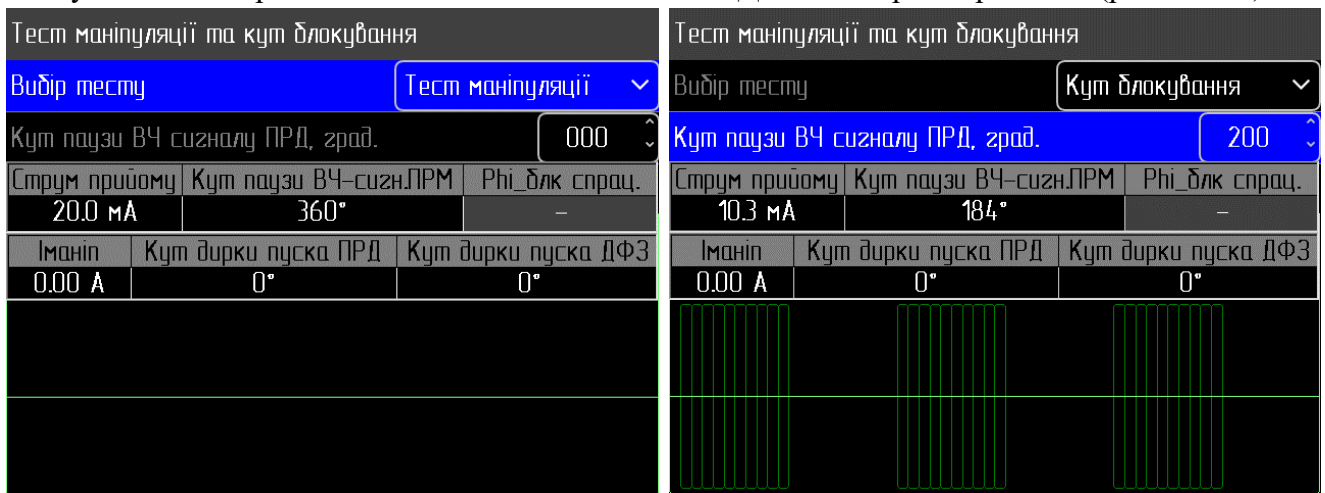 Тест маніпуляції та кут блокування
Вибір тесту Тест маніпуляції
Кут паузи ВЧ сигналу ПРД, град. 000
Струм прийому Кут паузи ВЧ-сигн.ПРМ Phi_блк спрац.
20.0 мА 360° –
Іманіп Кут дирки пуска ПРД Кут дирки пуска ДФЗ
0.00 А 0° 0°
Тест маніпуляції та кут блокування
Вибір тесту Кут блокування
Кут паузи ВЧ сигналу ПРД, град. 200
Струм прийому Кут паузи ВЧ-сигн.ПРМ Phi_блк спрац.
10.3 мА 184° –
Іманіп Кут дирки пуска ПРД Кут дирки пуска ДФЗ
0.00 А 0° 0°